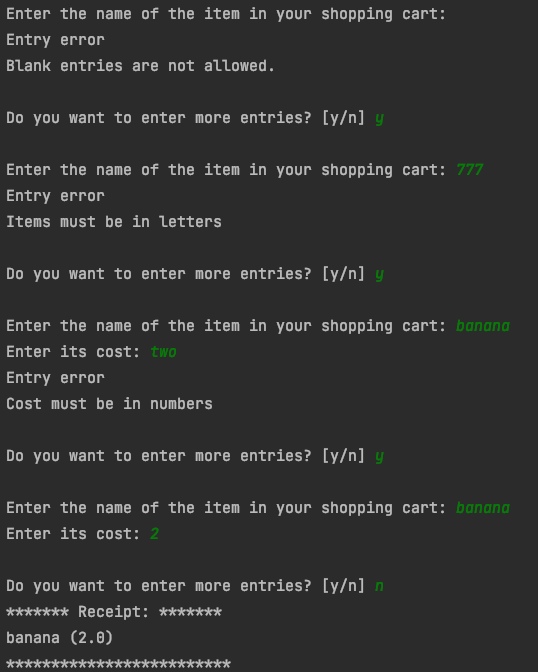 Enter the name of the item in your shopping cart:
Entry error
Blank entries are not allowed.
Do you want to enter more entries? [y/n] y
Enter the name of the item in your shopping cart: 777
Entry error
Items must be in letters
Do you want to enter more entries? [y/n] y
Enter the name of the item in your shopping cart: banana
Enter its cost: two
Entry error
Cost must be in numbers
Do you want to enter more entries? [y/n] y
Enter the name of the item in your shopping cart: banana
Enter its cost: 2
Do you want to enter more entries? [y/n] n
******* Receipt: *******
banana (2.0)
*************************